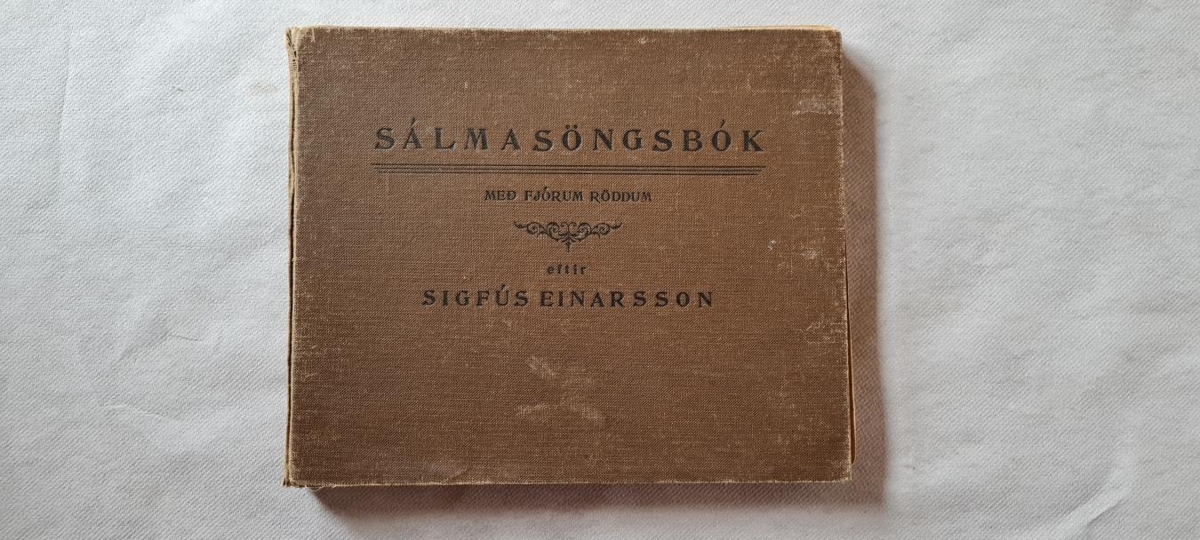 SÁLMASÖNGSBÓK
MEÐ FJÓRUM RÖDDUM
eftir
SIGFÚS EINARSSON